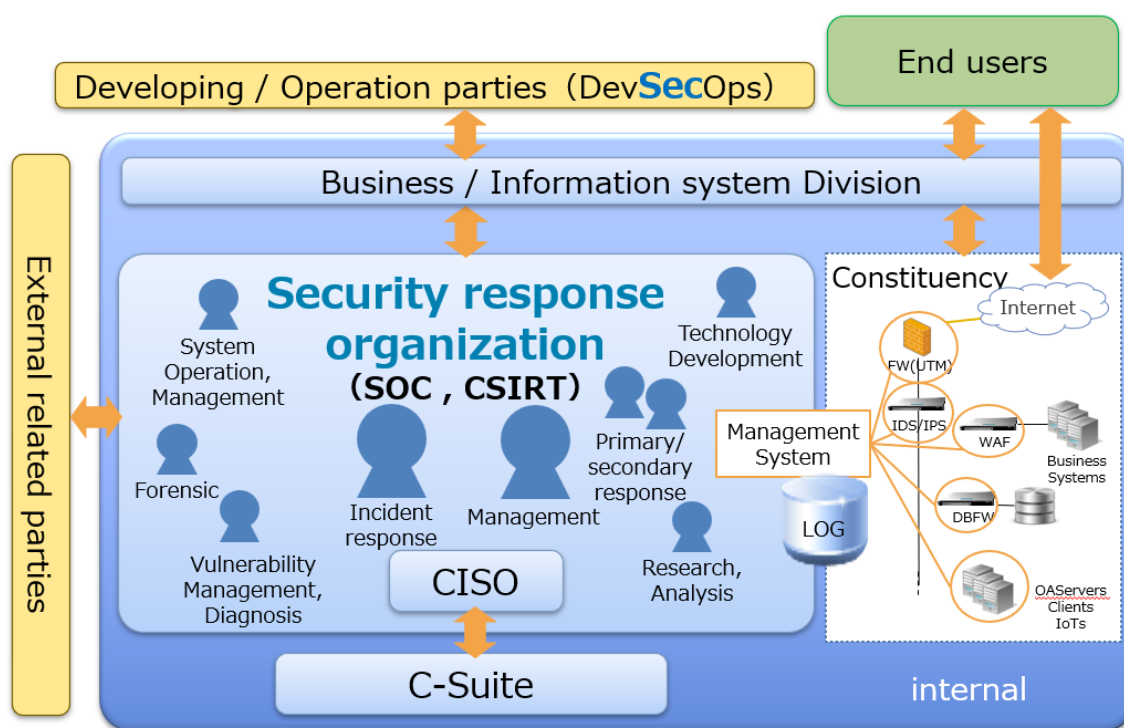 End users
Developing / Operation parties（DevSecOps）
Business / Information system Division
External related parties
Security response
organization
（SOC , CSIRT）
System
Operation,
Management
Technology
Development
Forensic
Vulnerability
Management,
Diagnosis
Incident
response
Management
Primary/
secondary
response
Research,
Analysis
CISO
C-Suite
Management
System
LOG
Constituency
Internet
FW(UTM)
IDS/IPS
WAF
Business
Systems
DBFW
OAServers
Clients
IoTs
internal